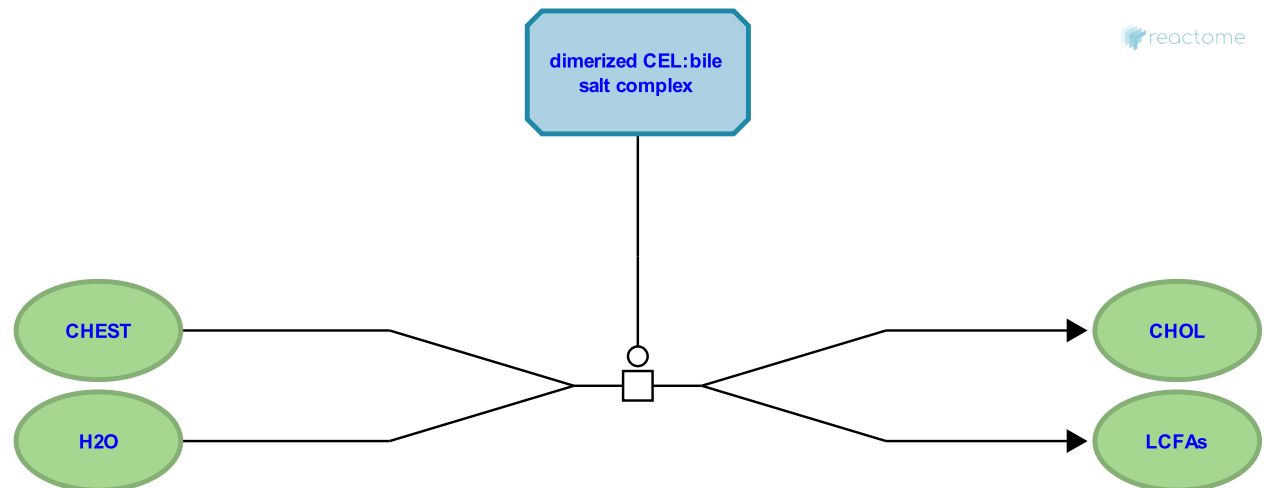 dimerized CEL:bile
salt complex
reactome
CHEST
CHOL
H2O
LCFAs